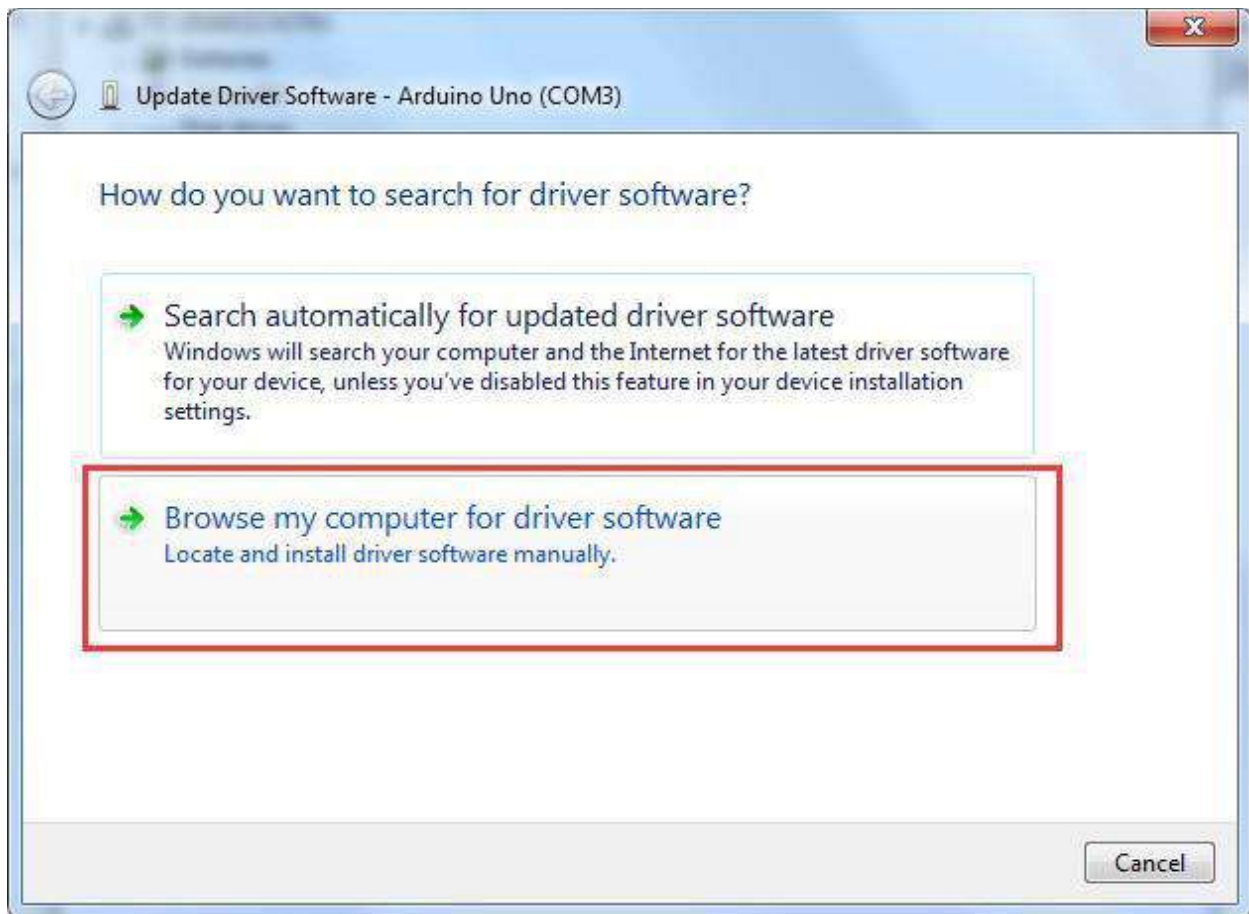 Update Driver Software - Arduino Uno (COM3)
How do you want to search for driver software?
Search automatically for updated driver software
Windows will search your computer and the Internet for the latest driver software
for your device, unless you've disabled this feature in your device installation
settings.
Browse my computer for driver software
Locate and install driver software manually.
Cancel